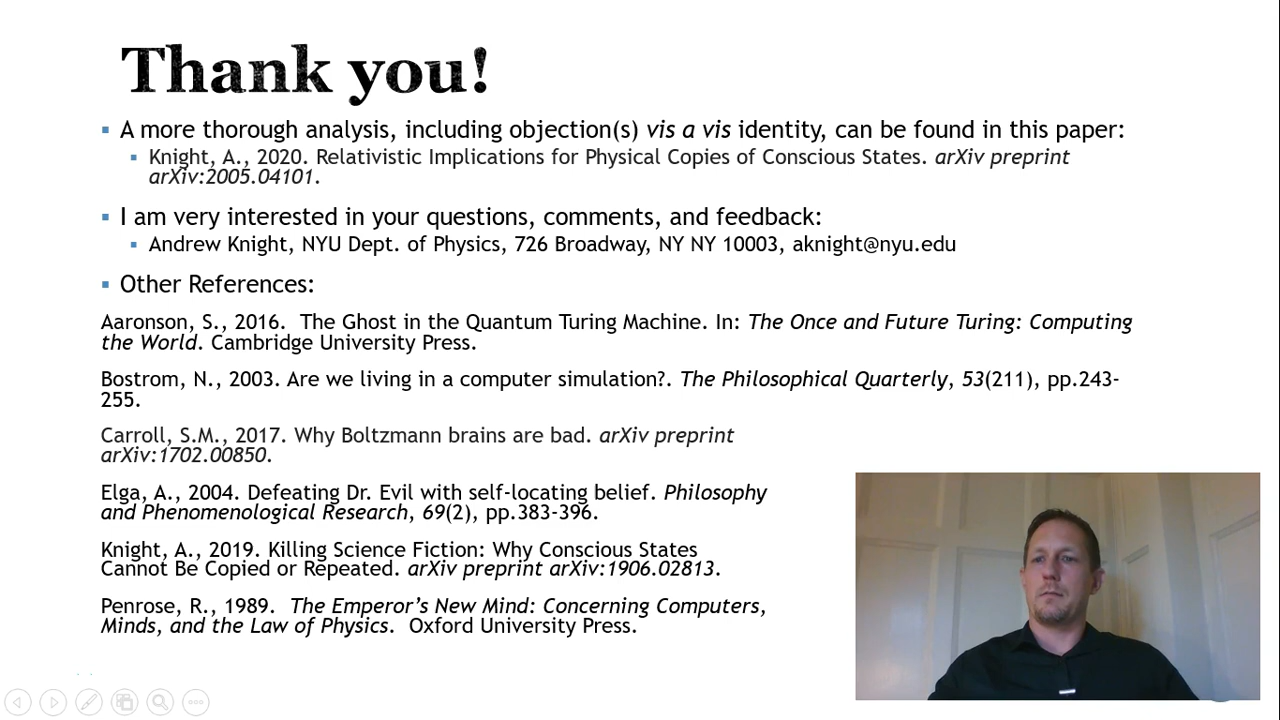 Thank you!
A more thorough analysis, including objection(s) vis a vis identity, can be found in this paper:
Knight, A., 2020. Relativistic Implications for Physical Copies of Conscious States. arXiv preprint
arXiv:2005.04101.
I am very interested in your questions, comments, and feedback:
Andrew Knight, NYU Dept. of Physics, 726 Broadway, NY NY 10003, aknight@nyu.edu
Other References:
Aaronson, S., 2016. The Ghost in the Quantum Turing Machine. In: The Once and Future Turing: Computing
the World. Cambridge University Press.
Bostrom, N., 2003. Are we living in a computer simulation?. The Philosophical Quarterly, 53(211), pp.243-
255.
Carroll, S.M., 2017. Why Boltzmann brains are bad. arXiv preprint
arXiv:1702.00850.
Elga, A., 2004. Defeating Dr. Evil with self-locating belief. Philosophy
and Phenomenological Research, 69(2), pp.383-396.
Knight, A., 2019. Killing Science Fiction: Why Conscious States
Cannot Be Copied or Repeated. arXiv preprint arXiv:1906.02813.
Penrose, R., 1989. The Emperor’s New Mind: Concerning Computers,
Minds, and the Law of Physics. Oxford University Press.